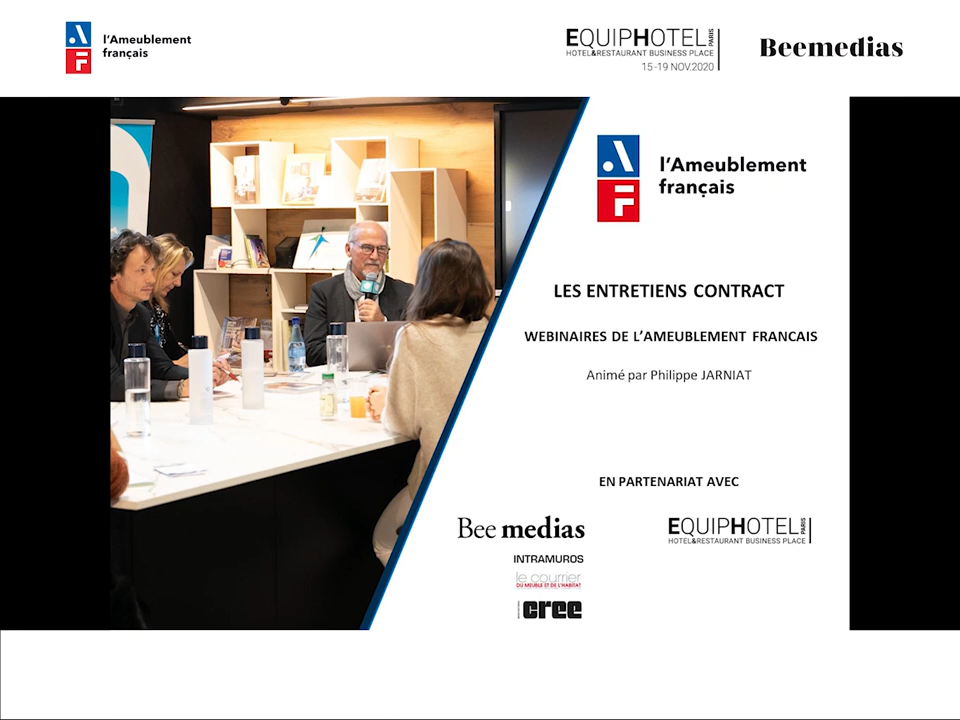 l'Ameublement
français
EQUIPHOTEL PARIS
HOTEL&RESTAURANT BUSINESS PLACE
15-19 NOV.2020
Beemedias
l'Ameublement
français
LES ENTRETIENS CONTRACT
WEBINAIRES DE L'AMEUBLEMENT FRANCAIS
Animé par Philippe JARNIAT
EN PARTENARIAT AVEC
Bee medias
EQUIPHOTEL PARIS
HOTEL&RESTAURANT BUSINESS PLACE
INTRAMUROS
le courrier
DU MEUBLE ET DE L'HABITAT
cree